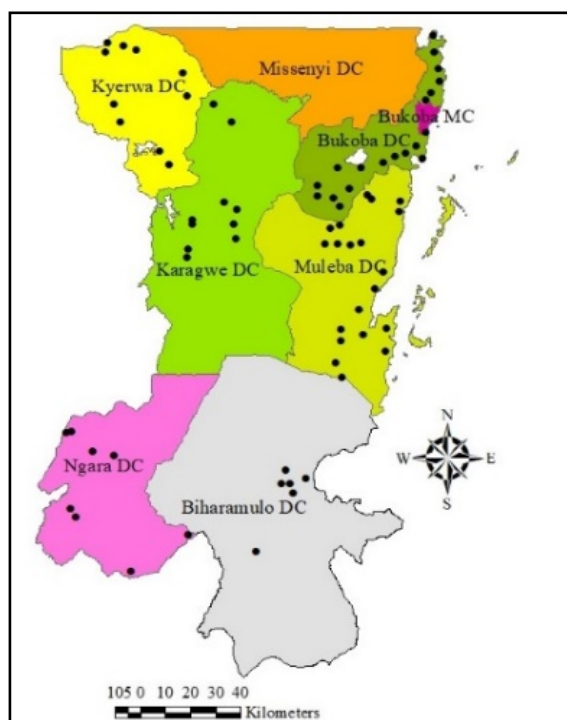 Kyerwa DC
Missenyi DC
Bukoba MC
Bukoba DC
Karagwe DC
Muleba DC
Ngara DC
Biharamulo DC
N
W E
S
105 0 10 20 30 40
Kilometers